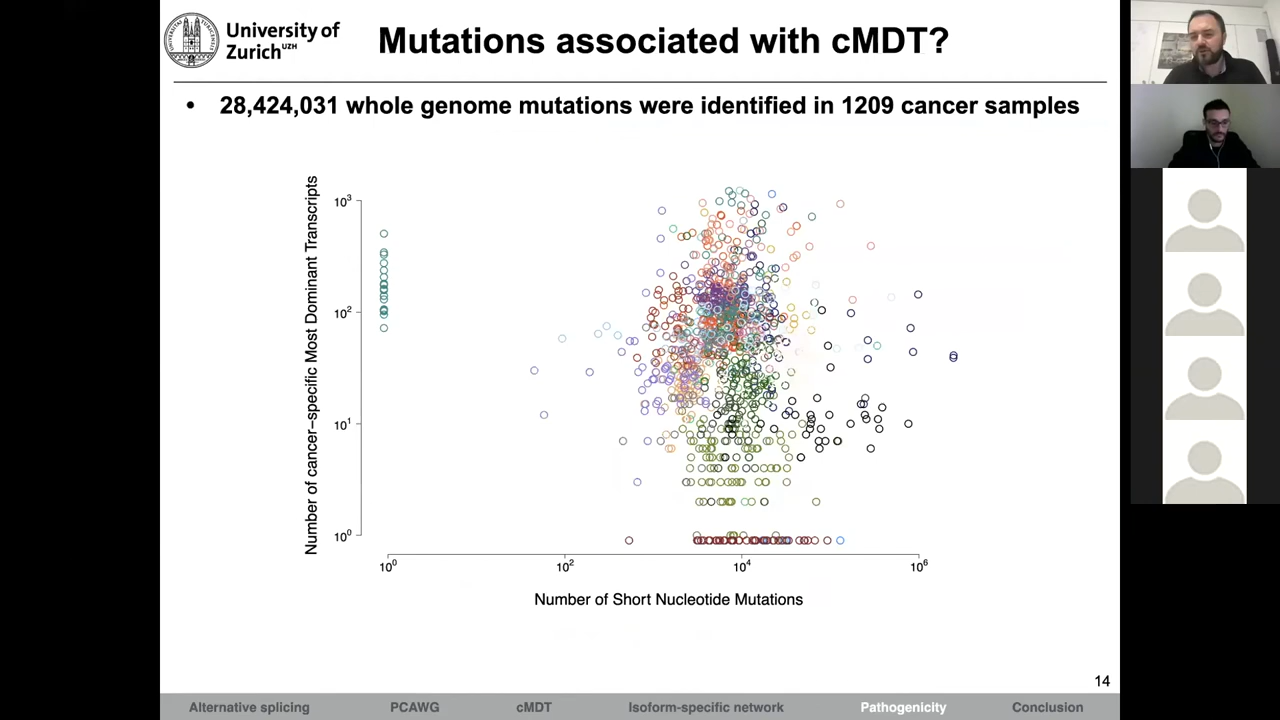 University of
Zurich UZH
Mutations associated with cMDT?
• 28,424,031 whole genome mutations were identified in 1209 cancer samples
Number of cancer−specific Most Dominant Transcripts
10³
10²
10¹
10⁰
10⁰ 10² 10⁴ 10⁶
Number of Short Nucleotide Mutations
14
Alternative splicing PCAWG cMDT Isoform-specific network Pathogenicity Conclusion